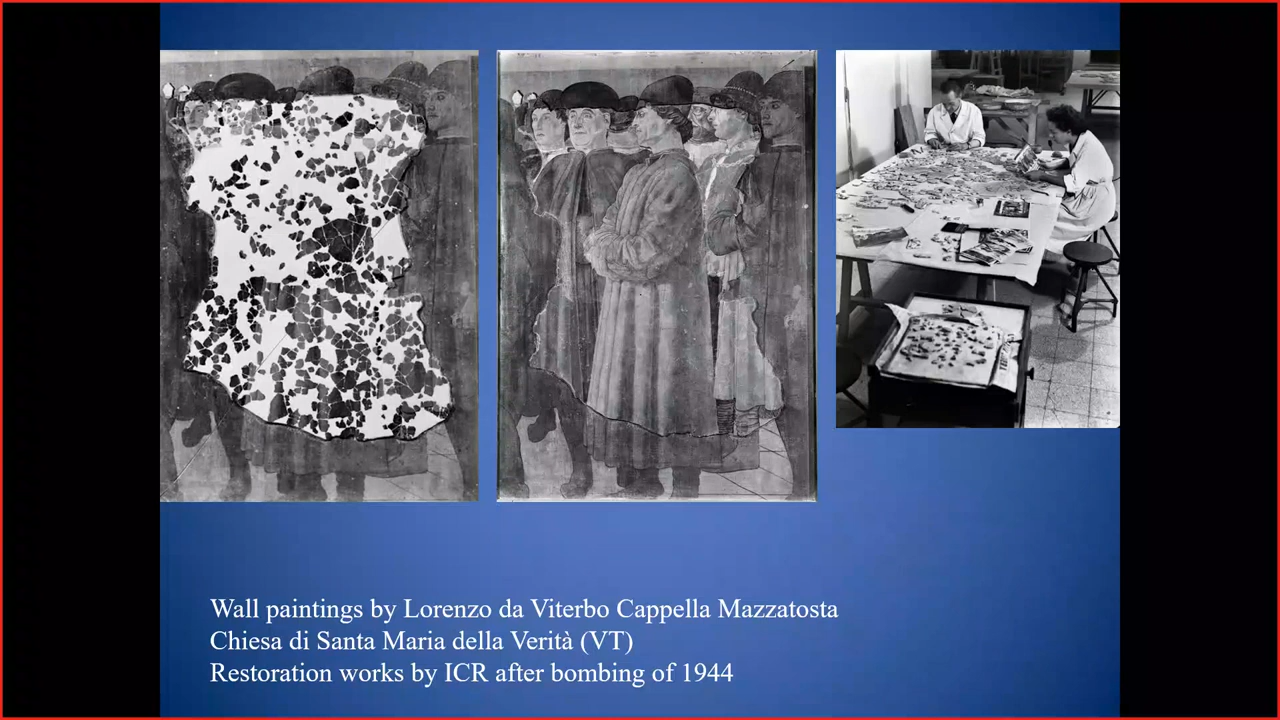 Wall paintings by Lorenzo da Viterbo Cappella Mazzatosta
Chiesa di Santa Maria della Verità (VT)
Restoration works by ICR after bombing of 1944